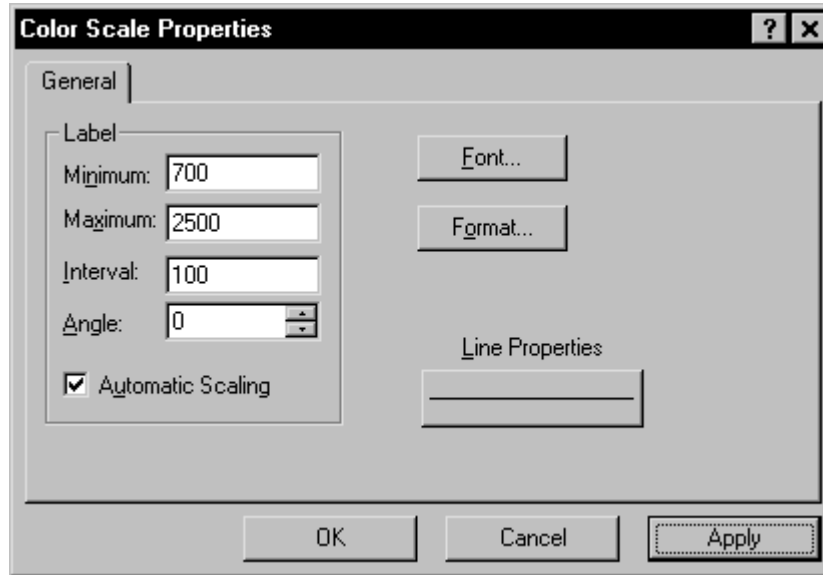 Color Scale Properties
General
Label
Minimum: 700
Maximum: 2500
Interval: 100
Angle: 0
Automatic Scaling
Font...
Format...
Line Properties
OK Cancel Apply